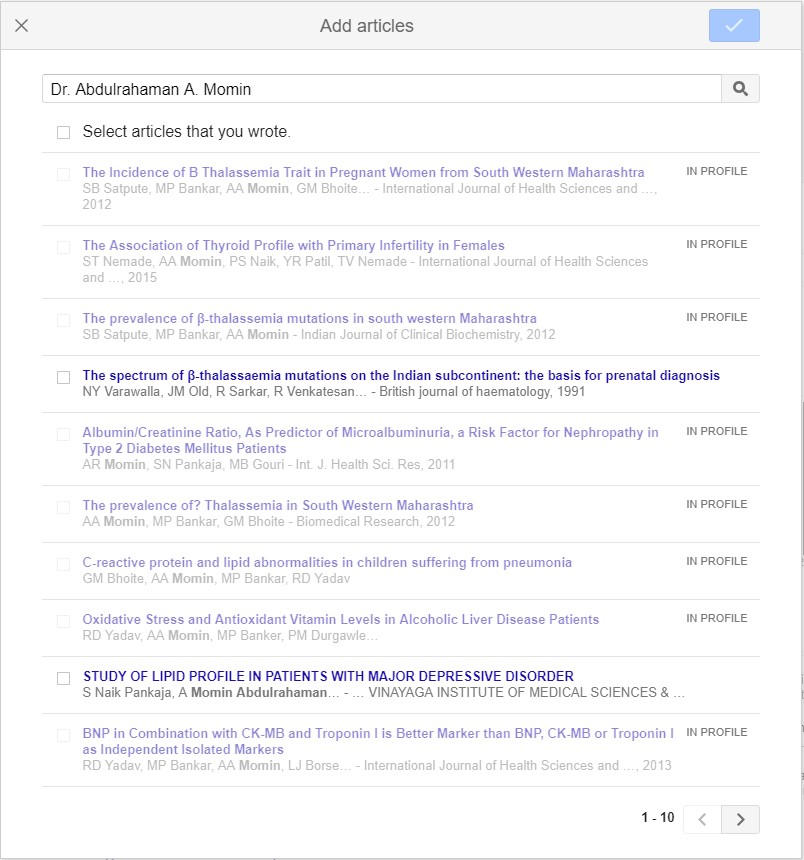 Add articles
Dr. Abdulrahaman A. Momin
Select articles that you wrote.
The Incidence of B Thalassemia Trait in Pregnant Women from South Western Maharashtra IN PROFILE
SB Satpute, MP Bankar, AA Momin, GM Bhoite... - International Journal of Health Sciences and ...,
2012
The Association of Thyroid Profile with Primary Infertility in Females IN PROFILE
ST Nemade, AA Momin, PS Naik, YR Patil, TV Nemade - International Journal of Health Sciences
and ..., 2015
The prevalence of β-thalassemia mutations in south western Maharashtra IN PROFILE
SB Satpute, MP Bankar, AA Momin - Indian Journal of Clinical Biochemistry, 2012
The spectrum of β-thalassaemia mutations on the Indian subcontinent: the basis for prenatal diagnosis
NY Varawalla, JM Old, R Sarkar, R Venkatesan... - British journal of haematology, 1991
Albumin/Creatinine Ratio, As Predictor of Microalbuminuria, a Risk Factor for Nephropathy in IN PROFILE
Type 2 Diabetes Mellitus Patients
AR Momin, SN Pankaja, MB Gouri - Int. J. Health Sci. Res, 2011
The prevalence of? Thalassemia in South Western Maharashtra IN PROFILE
AA Momin, MP Bankar, GM Bhoite - Biomedical Research, 2012
C-reactive protein and lipid abnormalities in children suffering from pneumonia IN PROFILE
GM Bhoite, AA Momin, MP Bankar, RD Yadav
Oxidative Stress and Antioxidant Vitamin Levels in Alcoholic Liver Disease Patients IN PROFILE
RD Yadav, AA Momin, MP Banker, PM Durgawle...
STUDY OF LIPID PROFILE IN PATIENTS WITH MAJOR DEPRESSIVE DISORDER
S Naik Pankaja, A Momin Abdulrahaman... - ... VINAYAGA INSTITUTE OF MEDICAL SCIENCES & ...
BNP in Combination with CK-MB and Troponin I is Better Marker than BNP, CK-MB or Troponin I IN PROFILE
as Independent Isolated Markers
RD Yadav, MP Bankar, AA Momin, LJ Borse... - International Journal of Health Sciences and ..., 2013
1 - 10